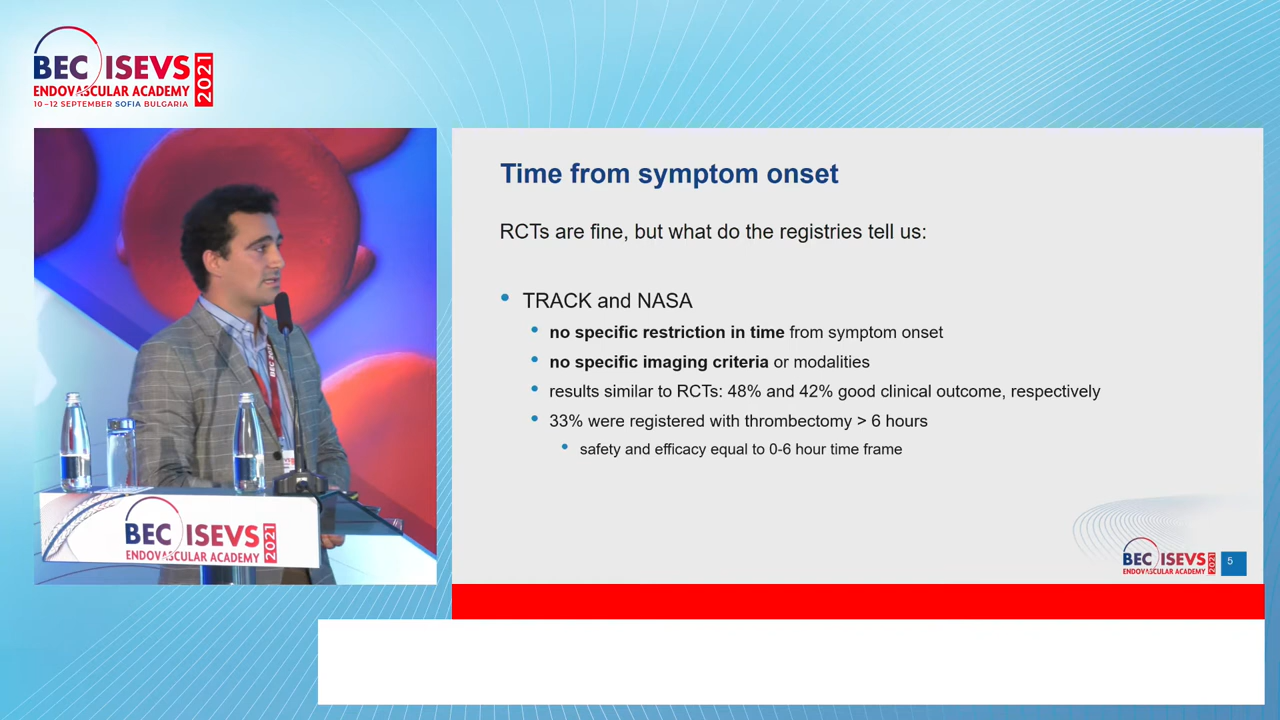 BEC ISEVS 2021
ENDOVASCULAR ACADEMY
10–12 SEPTEMBER SOFIA BULGARIA
Time from symptom onset
RCTs are fine, but what do the registries tell us:
• TRACK and NASA
• no specific restriction in time from symptom onset
• no specific imaging criteria or modalities
• results similar to RCTs: 48% and 42% good clinical outcome, respectively
• 33% were registered with thrombectomy > 6 hours
• safety and efficacy equal to 0-6 hour time frame
BEC ISEVS 2021
ENDOVASCULAR ACADEMY
BEC ISEVS 2021
ENDOVASCULAR ACADEMY
5